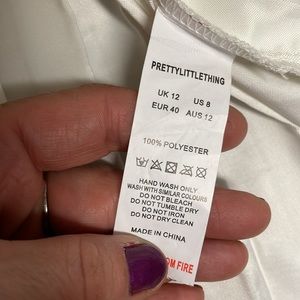 PRETTYLITTLETHING
UK 12 US 8
EUR 40 AUS 12
100% POLYESTER
HAND WASH ONLY
WASH WITH SIMILAR COLOURS
DO NOT BLEACH
DO NOT TUMBLE DRY
DO NOT IRON
DO NOT DRY CLEAN
MADE IN CHINA
FIRE